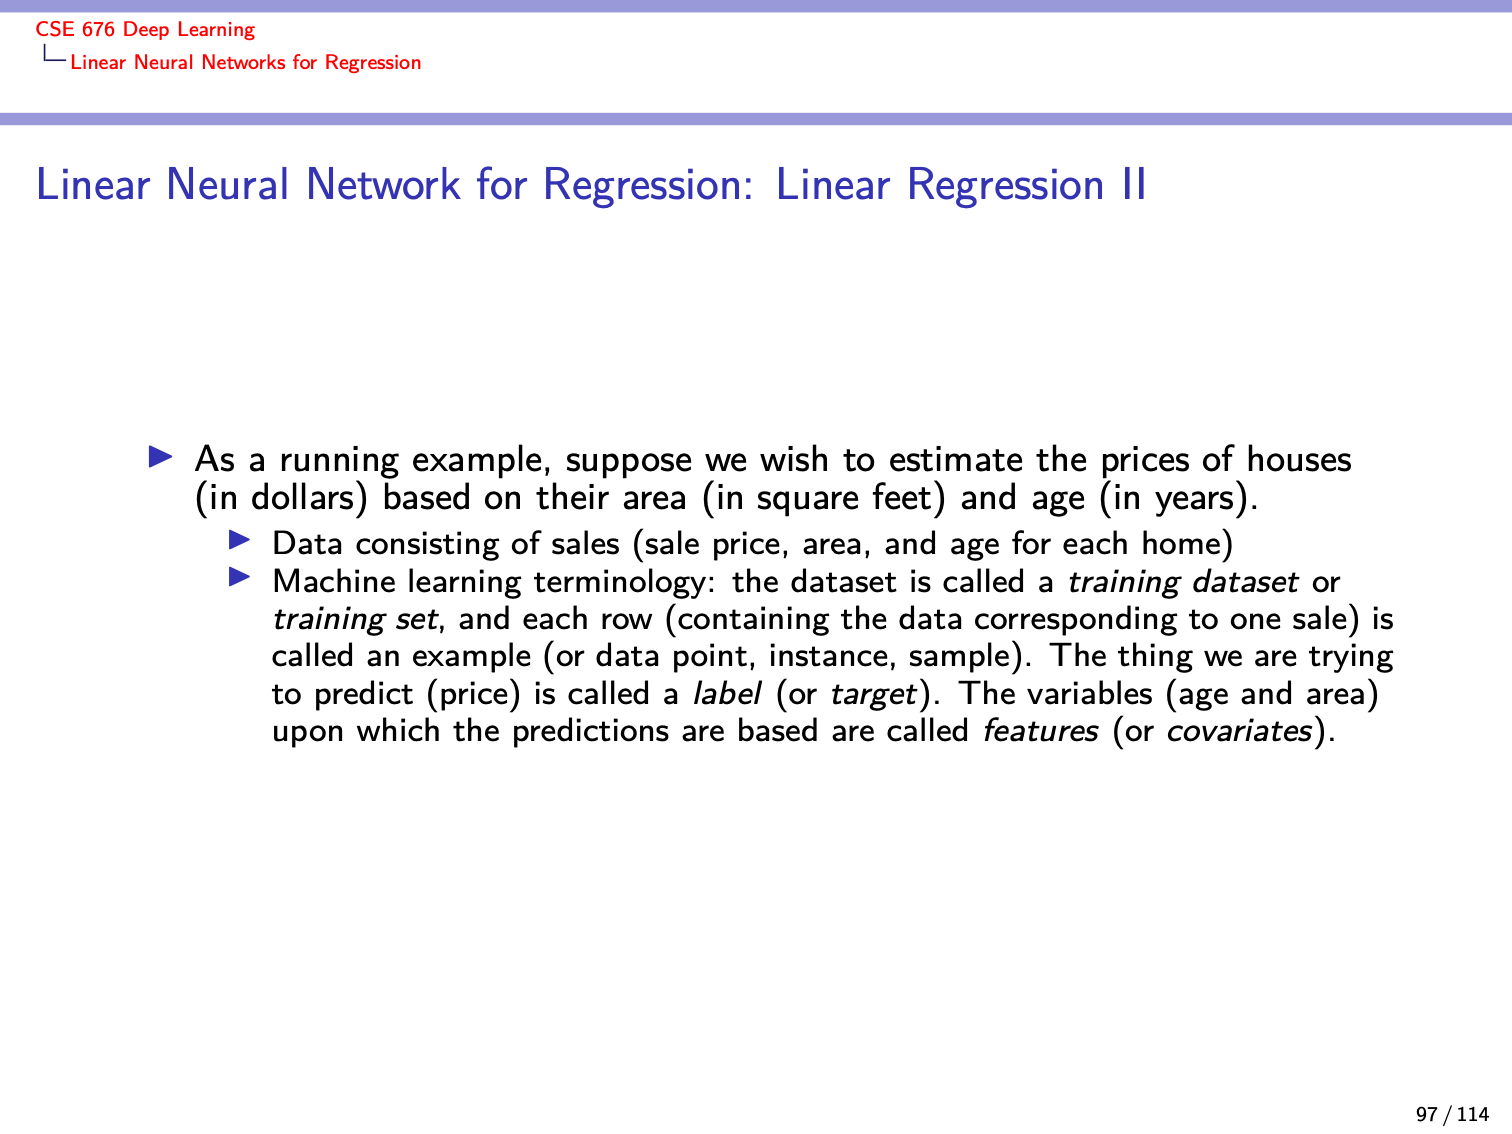 CSE 676 Deep Learning
Linear Neural Networks for Regression
Linear Neural Network for Regression: Linear Regression II
As a running example, suppose we wish to estimate the prices of houses
(in dollars) based on their area (in square feet) and age (in years).
Data consisting of sales (sale price, area, and age for each home)
Machine learning terminology: the dataset is called a training dataset or
training set, and each row (containing the data corresponding to one sale) is
called an example (or data point, instance, sample). The thing we are trying
to predict (price) is called a label (or target). The variables (age and area)
upon which the predictions are based are called features (or covariates).
97 / 114